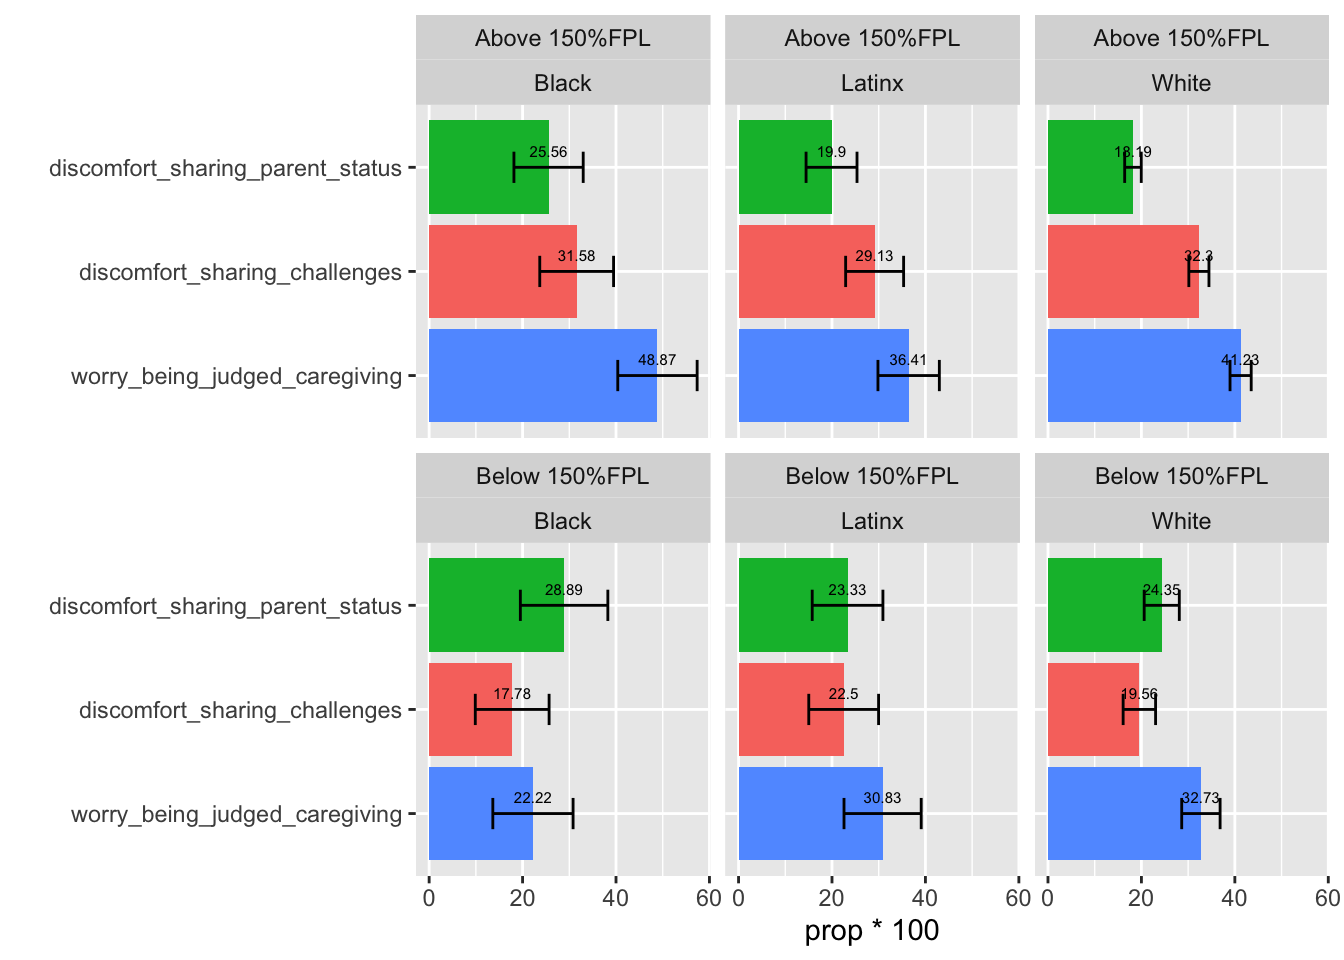 Above 150%FPL Above 150%FPL Above 150%FPL
Black Latinx White
discomfort_sharing_parent_status 25.56 19.9 18.19
discomfort_sharing_challenges 31.58 29.13 32.3
worry_being_judged_caregiving 48.87 36.41 41.23
Below 150%FPL Below 150%FPL Below 150%FPL
Black Latinx White
discomfort_sharing_parent_status 28.89 23.33 24.35
discomfort_sharing_challenges 17.78 22.5 19.56
worry_being_judged_caregiving 22.22 30.83 32.73
0 20 40 60 0 20 40 60 0 20 40 60
prop * 100